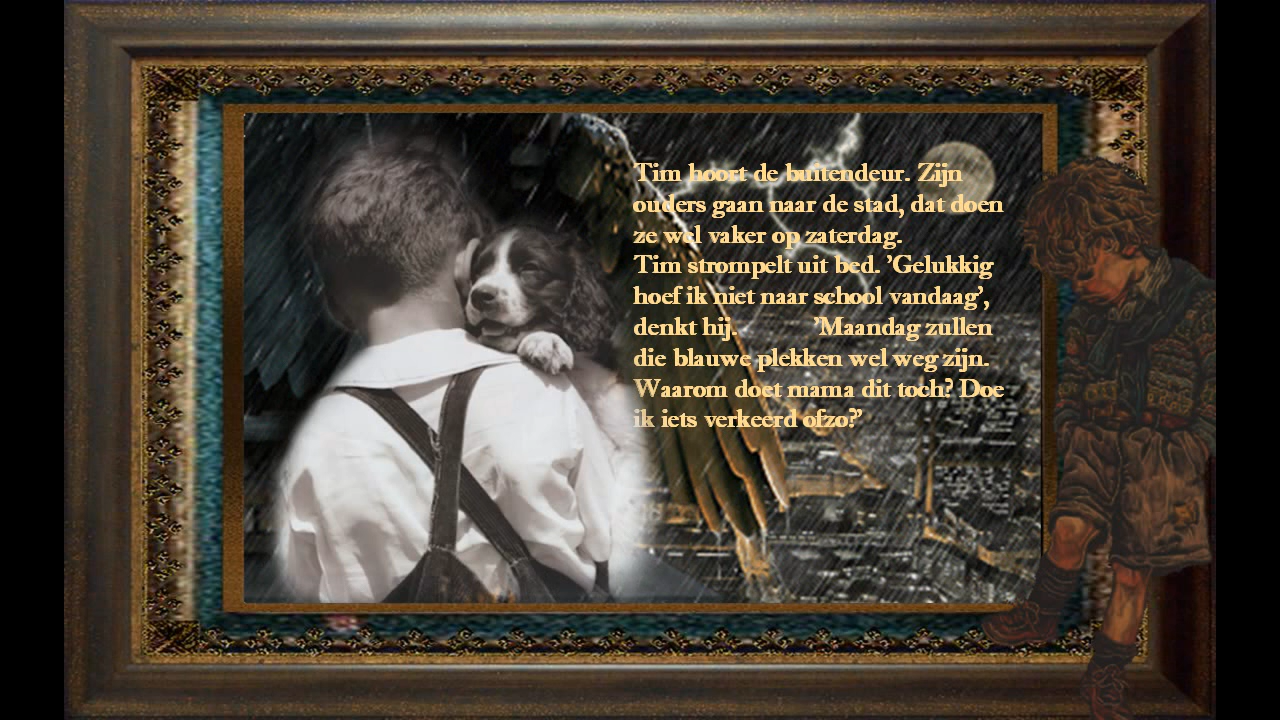 Tim hoort de buitendeur. Zijn
ouders gaan naar de stad, dat doen
ze wel vaker op zaterdag.
Tim strompelt uit bed. ’Gelukkig
hoef ik niet naar school vandaag’,
denkt hij. ’Maandag zullen
die blauwe plekken wel weg zijn.
Waarom doet mama dit toch? Doe
ik iets verkeerd ofzo?’